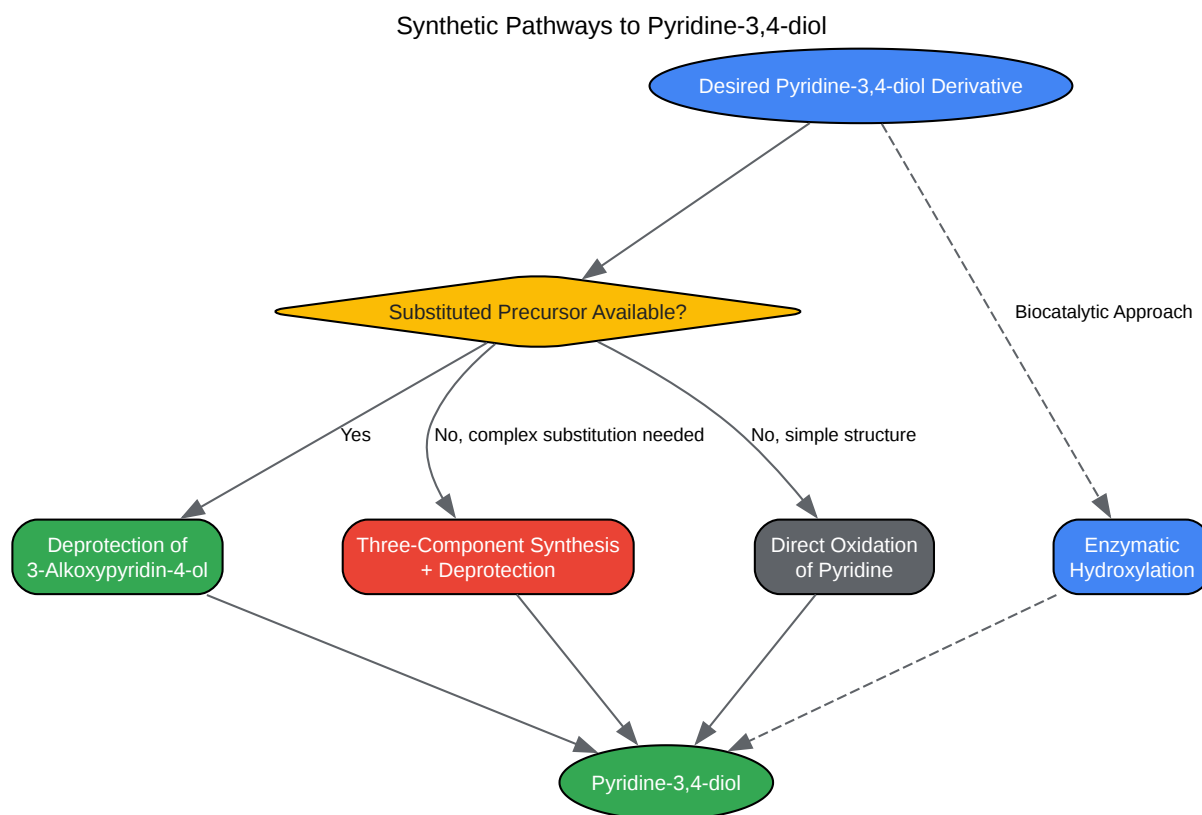 Synthetic Pathways to Pyridine-3,4-diol
Desired Pyridine-3,4-diol Derivative
Substituted Precursor Available?
Biocatalytic Approach
Yes
No, complex substitution needed
No, simple structure
Deprotection of
3-Alkoxypyridin-4-ol
Three-Component Synthesis
+ Deprotection
Direct Oxidation
of Pyridine
Enzymatic
Hydroxylation
Pyridine-3,4-diol